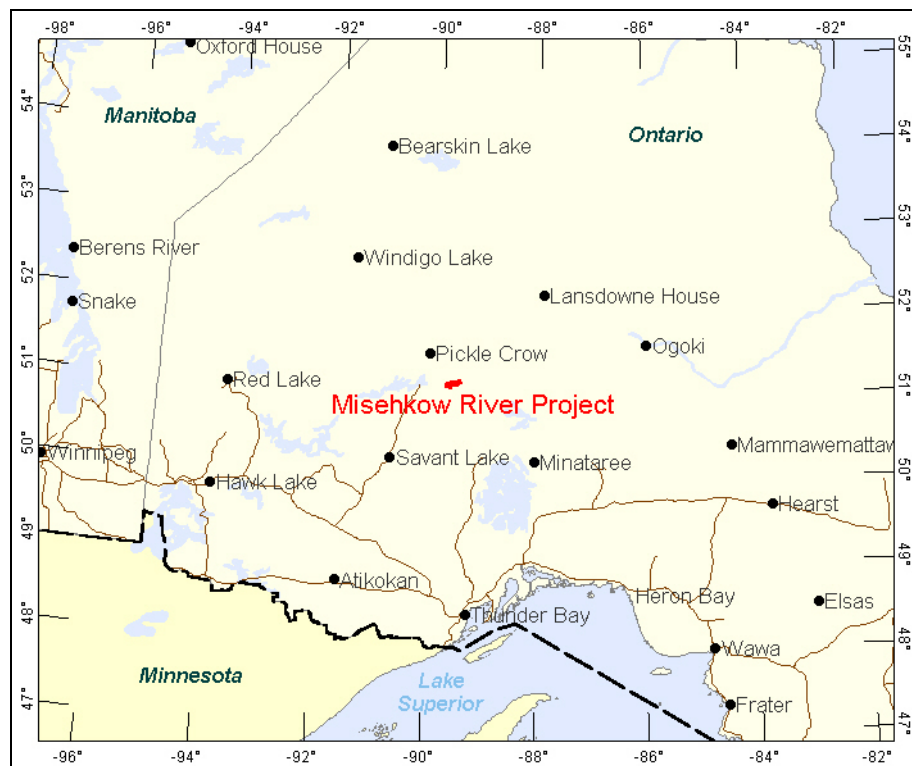 -98° -96° -94° -92° -90° -88° -86° -84° -82°
Oxford House
55°
54°
Manitoba
Ontario
54°
Bearskin Lake
53°
53°
Berens River
Windigo Lake
52°
Snake
Lansdowne House
52°
Ogoki
51°
Pickle Crow
Red Lake
51°
Misehkow River Project
50°
Winnipeg
Savant Lake
Minataree
Mammawemattaw
50°
Hawk Lake
Hearst
49°
49°
Atikokan
Heron Bay
Elsas
48°
Thunder Bay
48°
Wawa
Minnesota
Lake
Superior
47°
Frater
47°
-96° -94° -92° -90° -88° -86° -84° -82°